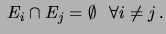 E_i ∩ E_j = ∅ ∀i ≠ j .